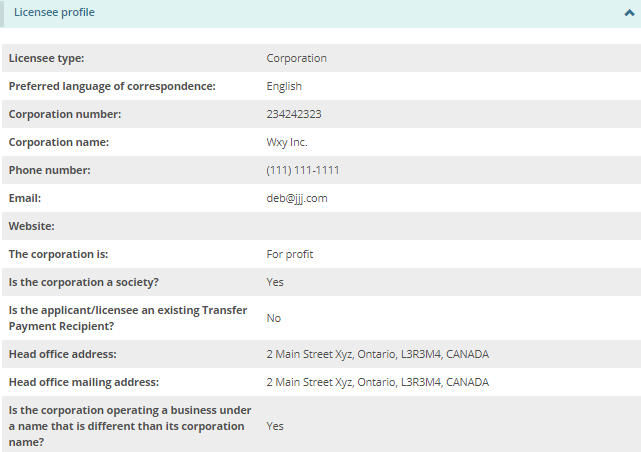 Licensee profile
Licensee type: Corporation
Preferred language of correspondence: English
Corporation number: 234242323
Corporation name: Wxy Inc.
Phone number: (111) 111-1111
Email: deb@jjj.com
Website:
The corporation is: For profit
Is the corporation a society? Yes
Is the applicant/licensee an existing Transfer
Payment Recipient? No
Head office address: 2 Main Street Xyz, Ontario, L3R3M4, CANADA
Head office mailing address: 2 Main Street Xyz, Ontario, L3R3M4, CANADA
Is the corporation operating a business under
a name that is different than its corporation Yes
name?